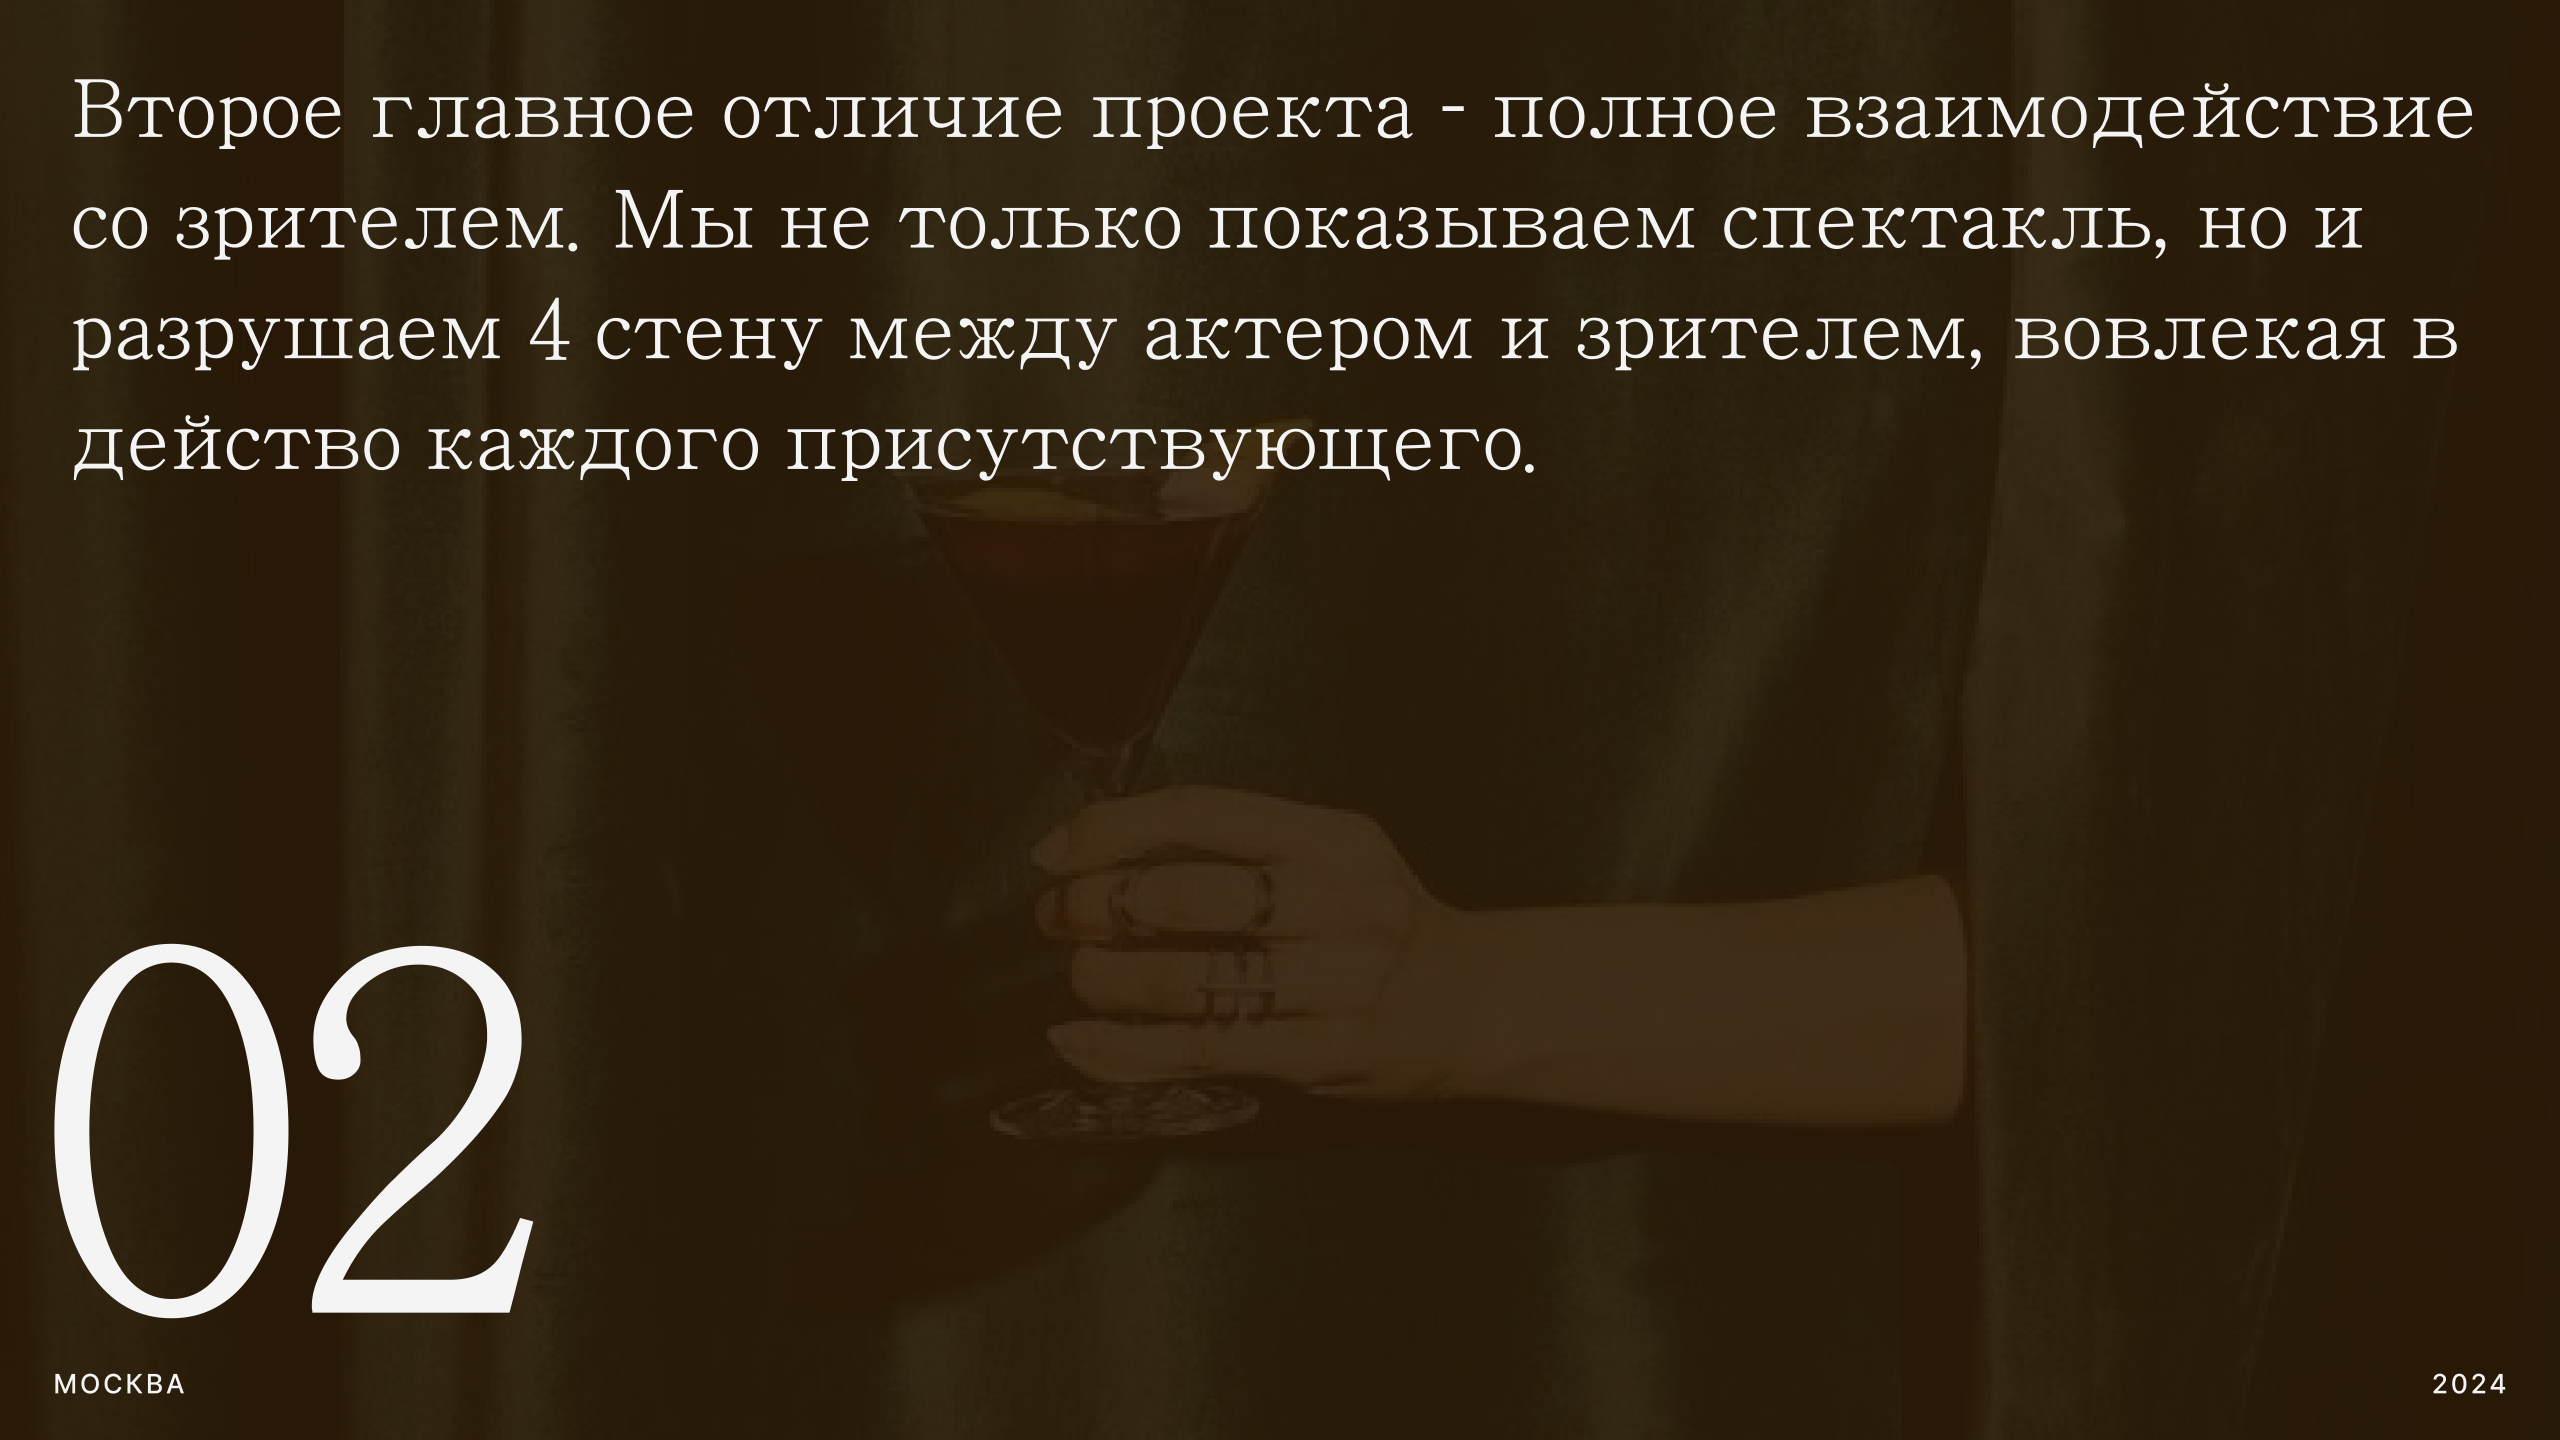 Второе главное отличие проекта - полное взаимодействие
со зрителем. Мы не только показываем спектакль, но и
разрушаем 4 стену между актером и зрителем, вовлекая в
действо каждого присутствующего.
02
МОСКВА
2024